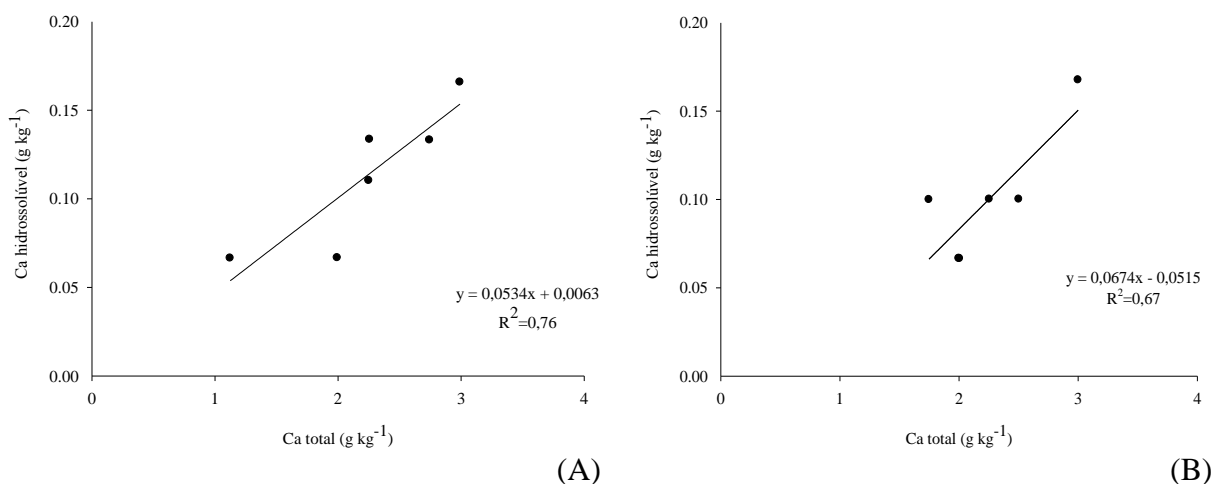 0.20
0.15
0.10
0.05
0.00
Ca hidrossolúvel (g kg-1)
y = 0,0534x + 0,0063
R2=0,76
0
1
2
3
4
Ca total (g kg-1)
(A)
0.20
0.15
0.10
0.05
0.00
Ca hidrossolúvel (g kg-1)
y = 0,0674x - 0,0515
R2=0,67
0
1
2
3
4
Ca total (g kg-1)
(B)